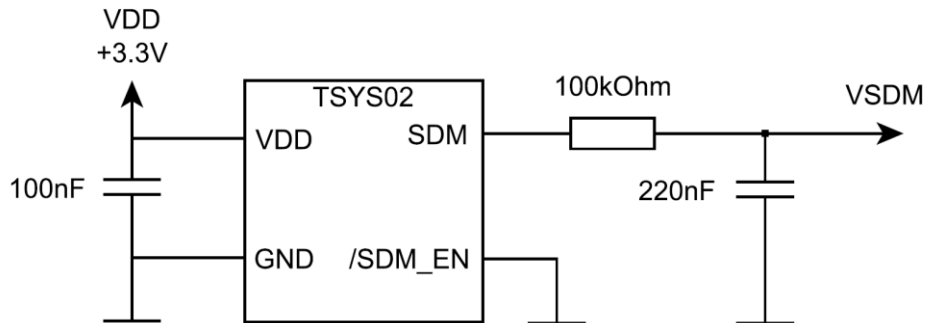 VDD
+3.3V
TSYS02
100kOhm
VSDM
VDD
SDM
100nF
220nF
GND
/SDM_EN